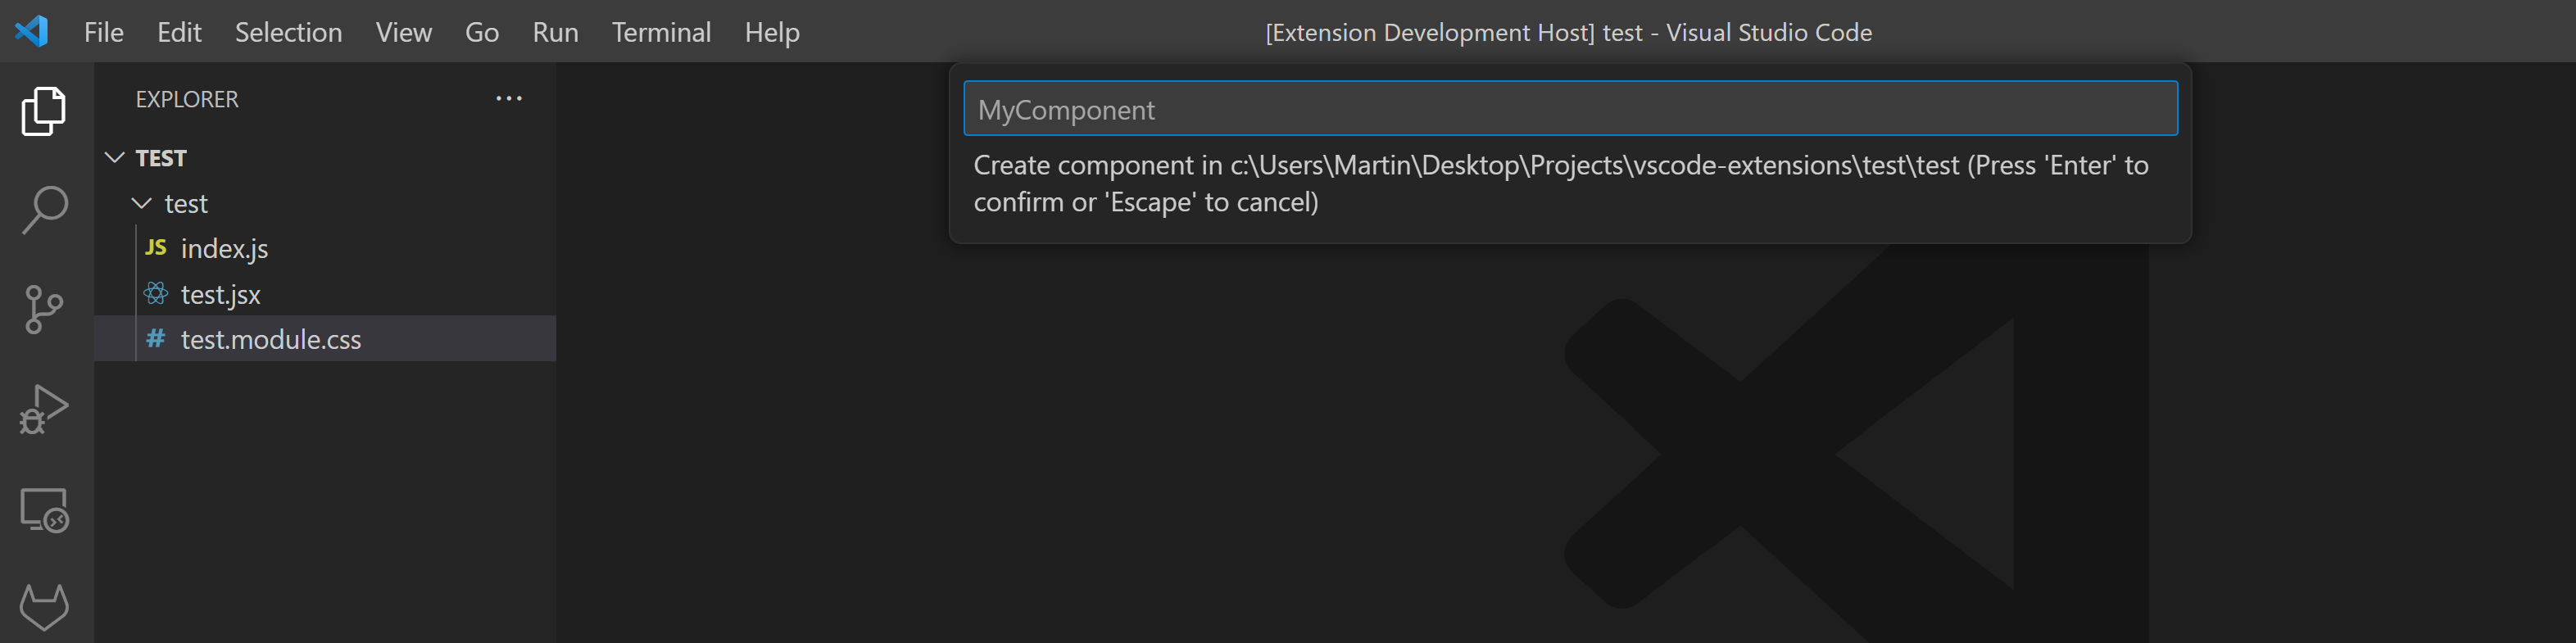 File Edit Selection View Go Run Terminal Help [Extension Development Host] test - Visual Studio Code
EXPLORER
TEST
test
JS index.js
test.jsx
# test.module.css
MyComponent
Create component in c:\Users\Martin\Desktop\Projects\vscode-extensions\test\test (Press 'Enter' to
confirm or 'Escape' to cancel)